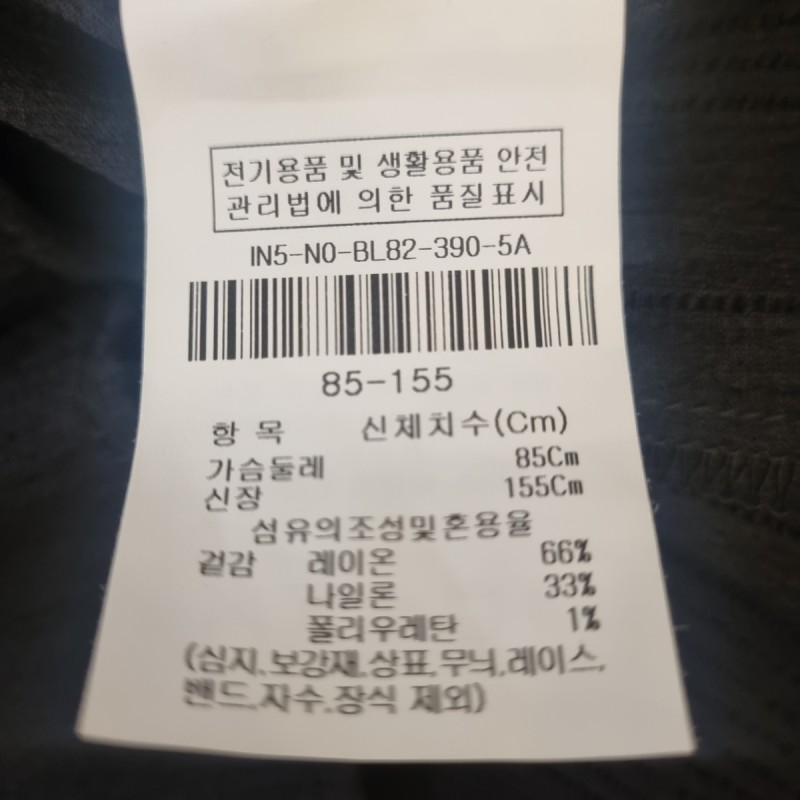 전기용품 및 생활용품 안전
관리법에 의한 품질표시
IN5-N0-BL82-390-5A
85-155
항 목 신체치수(Cm)
가슴둘레 85Cm
신장 155Cm
섬유의조성및혼용율
겉감 레이온 66%
나일론 33%
폴리우레탄 1%
(심지.보강재.상표.무늬.레이스.
밴드.자수.장식 제외)